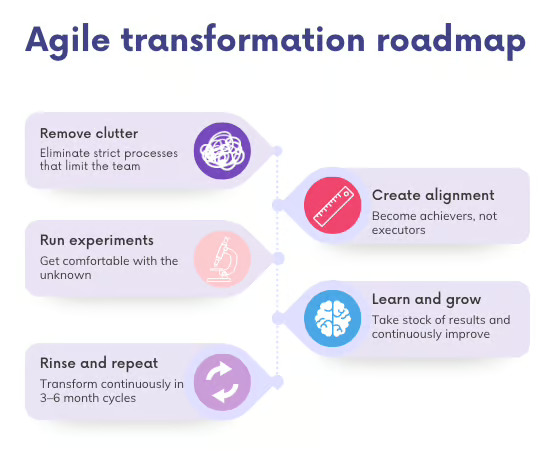 Agile transformation roadmap
Remove clutter
Eliminate strict processes
that limit the team
Create alignment
Become achievers, not
executors
Run experiments
Get comfortable with the
unknown
Learn and grow
Take stock of results and
continuously improve
Rinse and repeat
Transform continuously in
3–6 month cycles